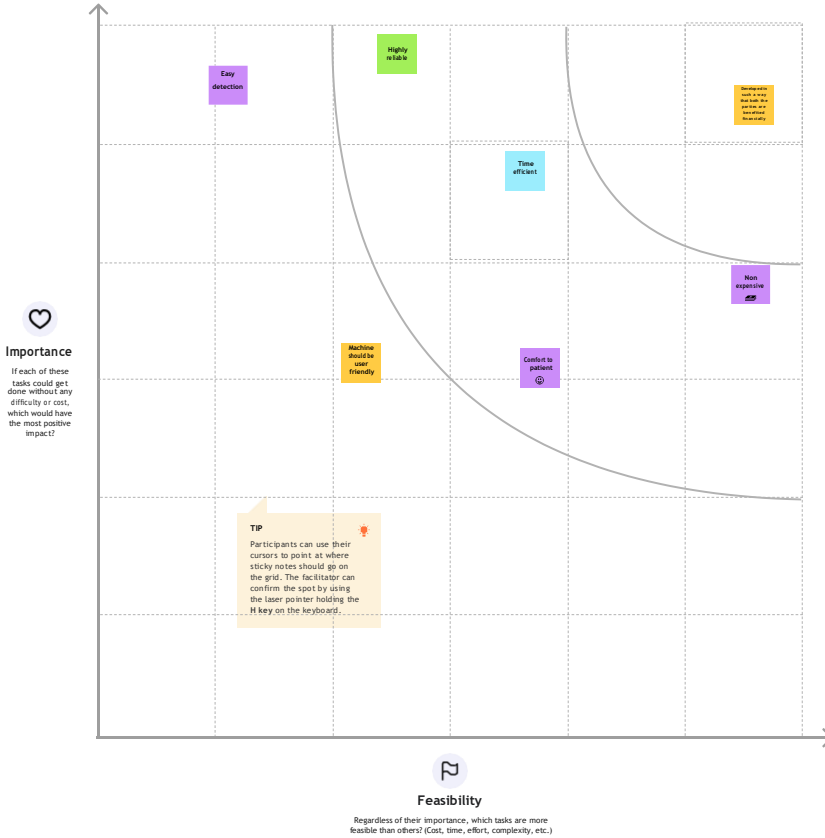 Easy
detection
Highly
reliable
Developed in
such a way
that both the
parties are
benefited
financially
Time
efficient
Non
expensive
Machine
should be
user
friendly
Comfort to
patient
Importance
If each of these
tasks could get
done without any
difficulty or cost,
which would have
the most positive
impact?
TIP
Participants can use their
cursors to point at where
sticky notes should go on
the grid. The facilitator can
confirm the spot by using
the laser pointer holding the
H key on the keyboard.
Feasibility
Regardless of their importance, which tasks are more
feasible than others? (Cost, time, effort, complexity, etc.)